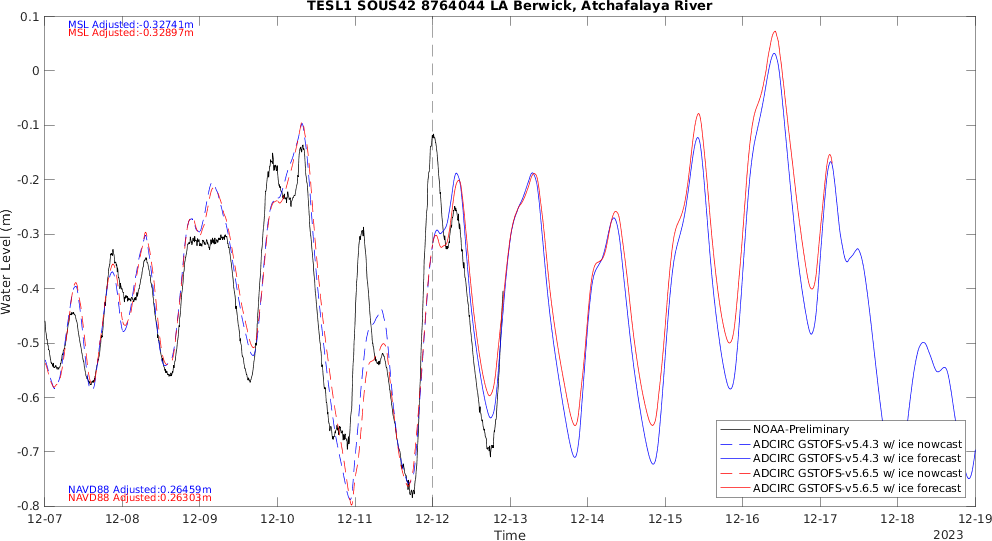 TESL1 SOUS42 8764044 LA Berwick, Atchafalaya River
MSL Adjusted:-0.32741m
MSL Adjusted:-0.32897m
0.1
0
-0.1
-0.2
-0.3
-0.4
-0.5
-0.6
-0.7
-0.8
Water Level (m)
NOAA-Preliminary
ADCIRC GSTOFS-v5.4.3 w/ ice nowcast
ADCIRC GSTOFS-v5.4.3 w/ ice forecast
ADCIRC GSTOFS-v5.6.5 w/ ice nowcast
ADCIRC GSTOFS-v5.6.5 w/ ice forecast
NAVD88 Adjusted:0.26459m
NAVD88 Adjusted:0.26303m
12-07 12-08 12-09 12-10 12-11 12-12 12-13 12-14 12-15 12-16 12-17 12-18 12-19
Time
2023